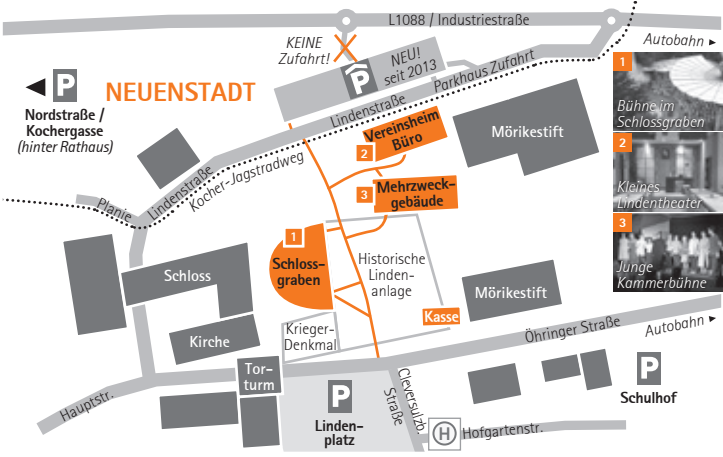 L1088 / Industriestraße
KEINE
Zufahrt!
NEU!
seit 2013
Autobahn
P
P
NEUENSTADT
Nordstraße /
Kochergasse
(hinter Rathaus)
Lindenstraße
Parkhaus Zufahrt
1
Bühne im
Schlossgraben
Vereinsheim
Büro
2
Mörikestift
2
Kleines
Lindentheater
Lindenstraße
Kocher-Jagstradweg
Planie
3
Mehrzweck-
gebäude
3
Junge
Kammerbühne
1
Schloss-
graben
Historische
Linden-
anlage
Schloss
Mörikestift
Kasse
Kirche
Krieger-
Denkmal
Öhringer Straße
Autobahn
Tor-
turm
Hauptstr.
P
Linden-
platz
Cleversulzb.
Straße
P
Schulhof
H
Hofgartenstr.